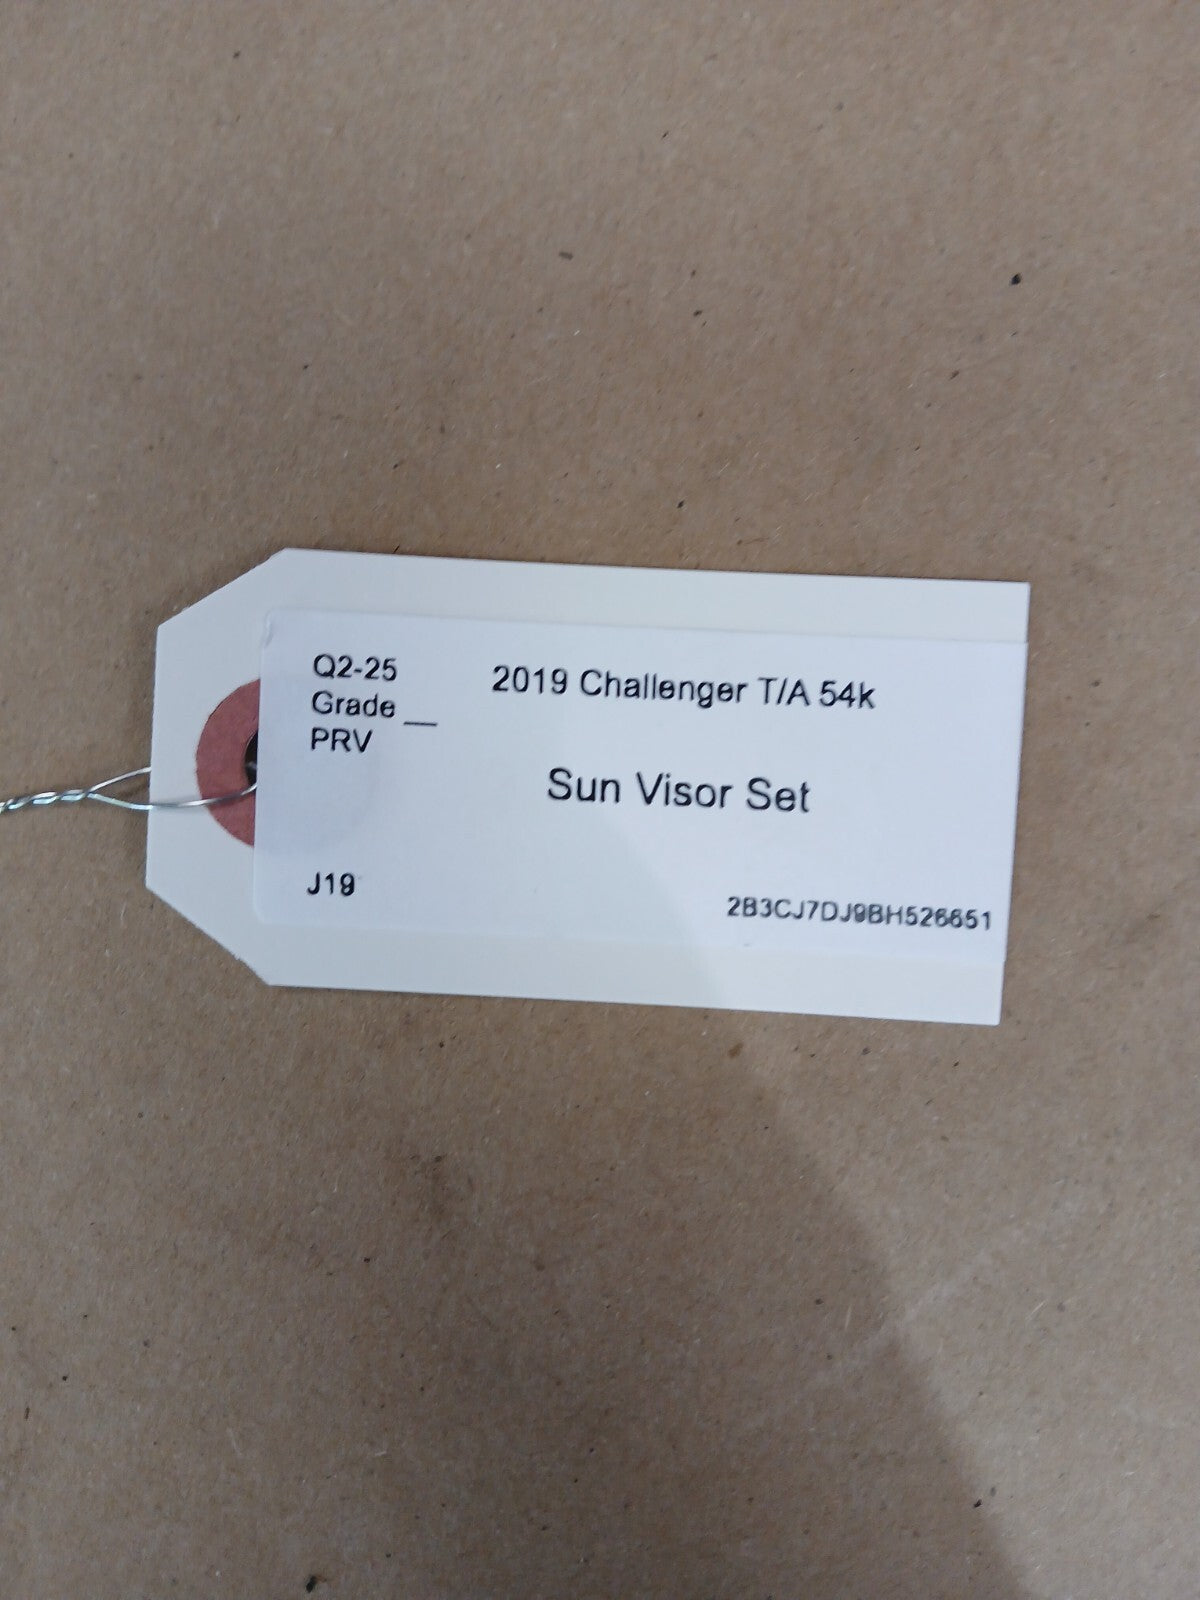 Q2-25
2019 Challenger T/A 54k
Grade __
PRV
Sun Visor Set
J19
2B3CJ7DJ9BH526651